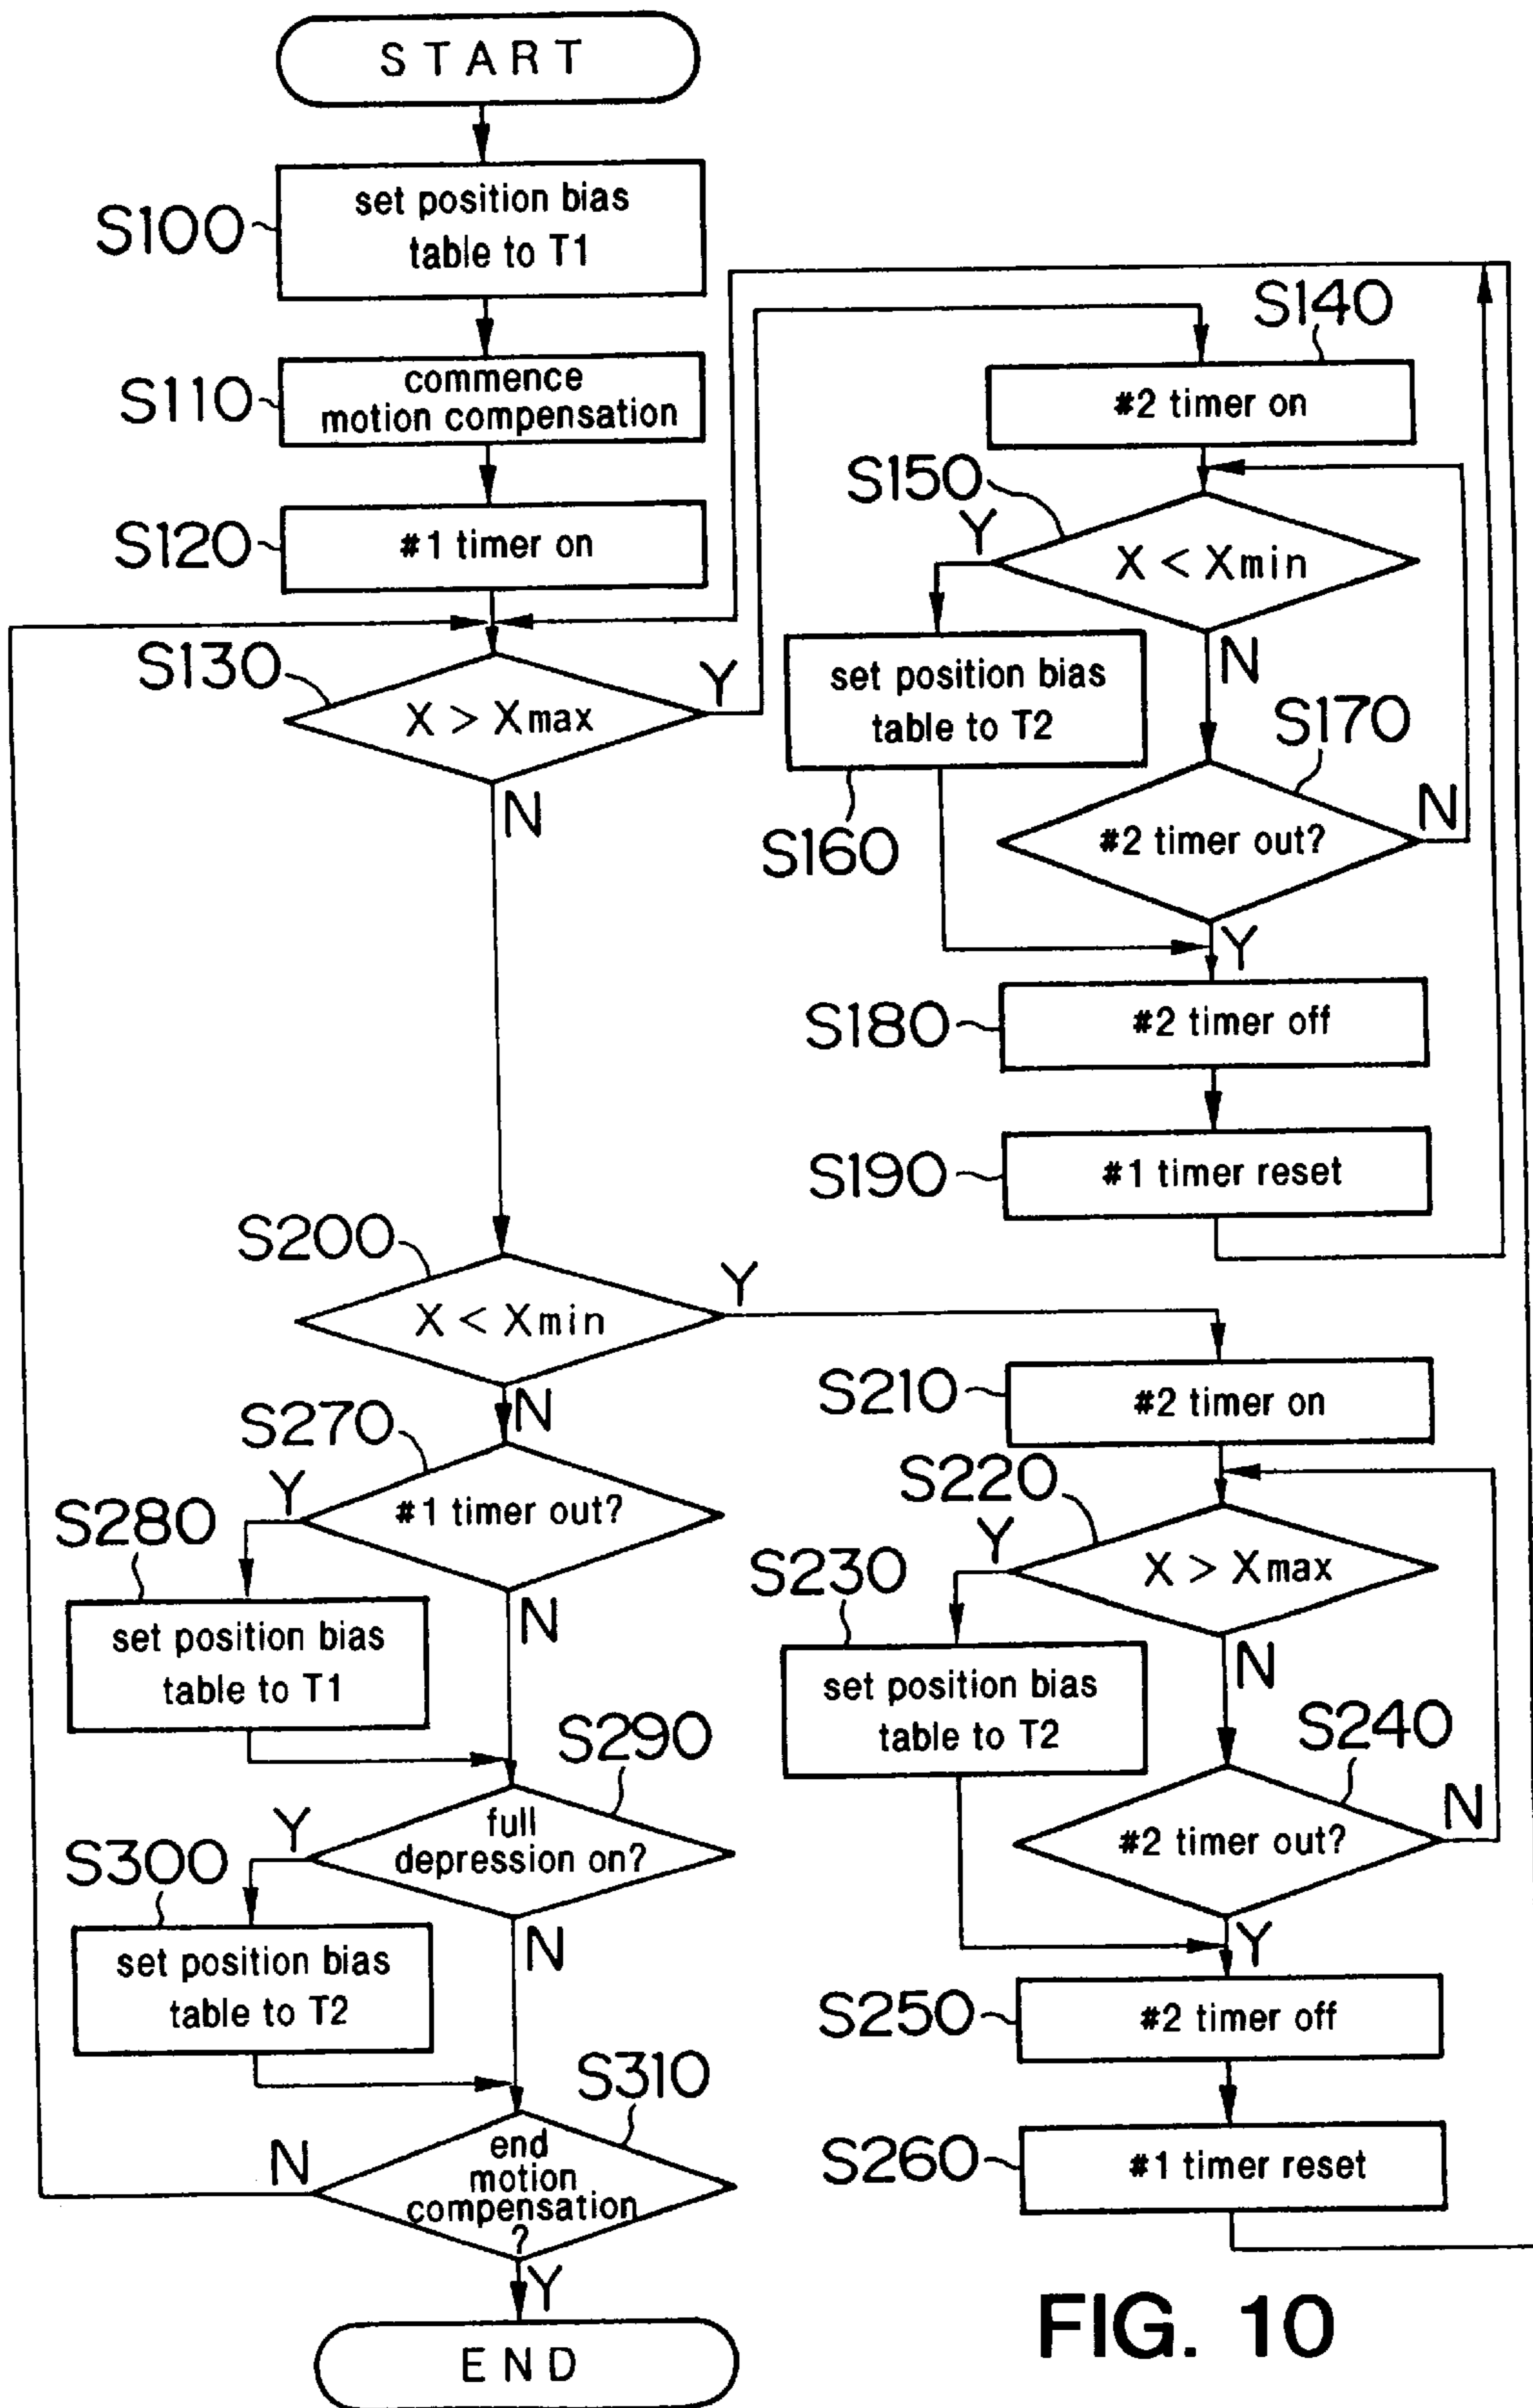 START
S100
set position bias
table to T1
S110
commence
motion compensation
S120
#1 timer on
S130
X > Xmax
Y
N
S140
#2 timer on
S150
X < Xmin
Y
N
S160
set position bias
table to T2
S170
#2 timer out?
N
Y
S180
#2 timer off
S190
#1 timer reset
S200
X < Xmin
Y
N
S210
#2 timer on
S220
X > Xmax
Y
N
S230
set position bias
table to T2
S240
#2 timer out?
N
Y
S250
#2 timer off
S260
#1 timer reset
S270
#1 timer out?
Y
N
S280
set position bias
table to T1
S290
full
depression on?
Y
N
S300
set position bias
table to T2
S310
end
motion
compensation
?
N
Y
END
FIG. 10